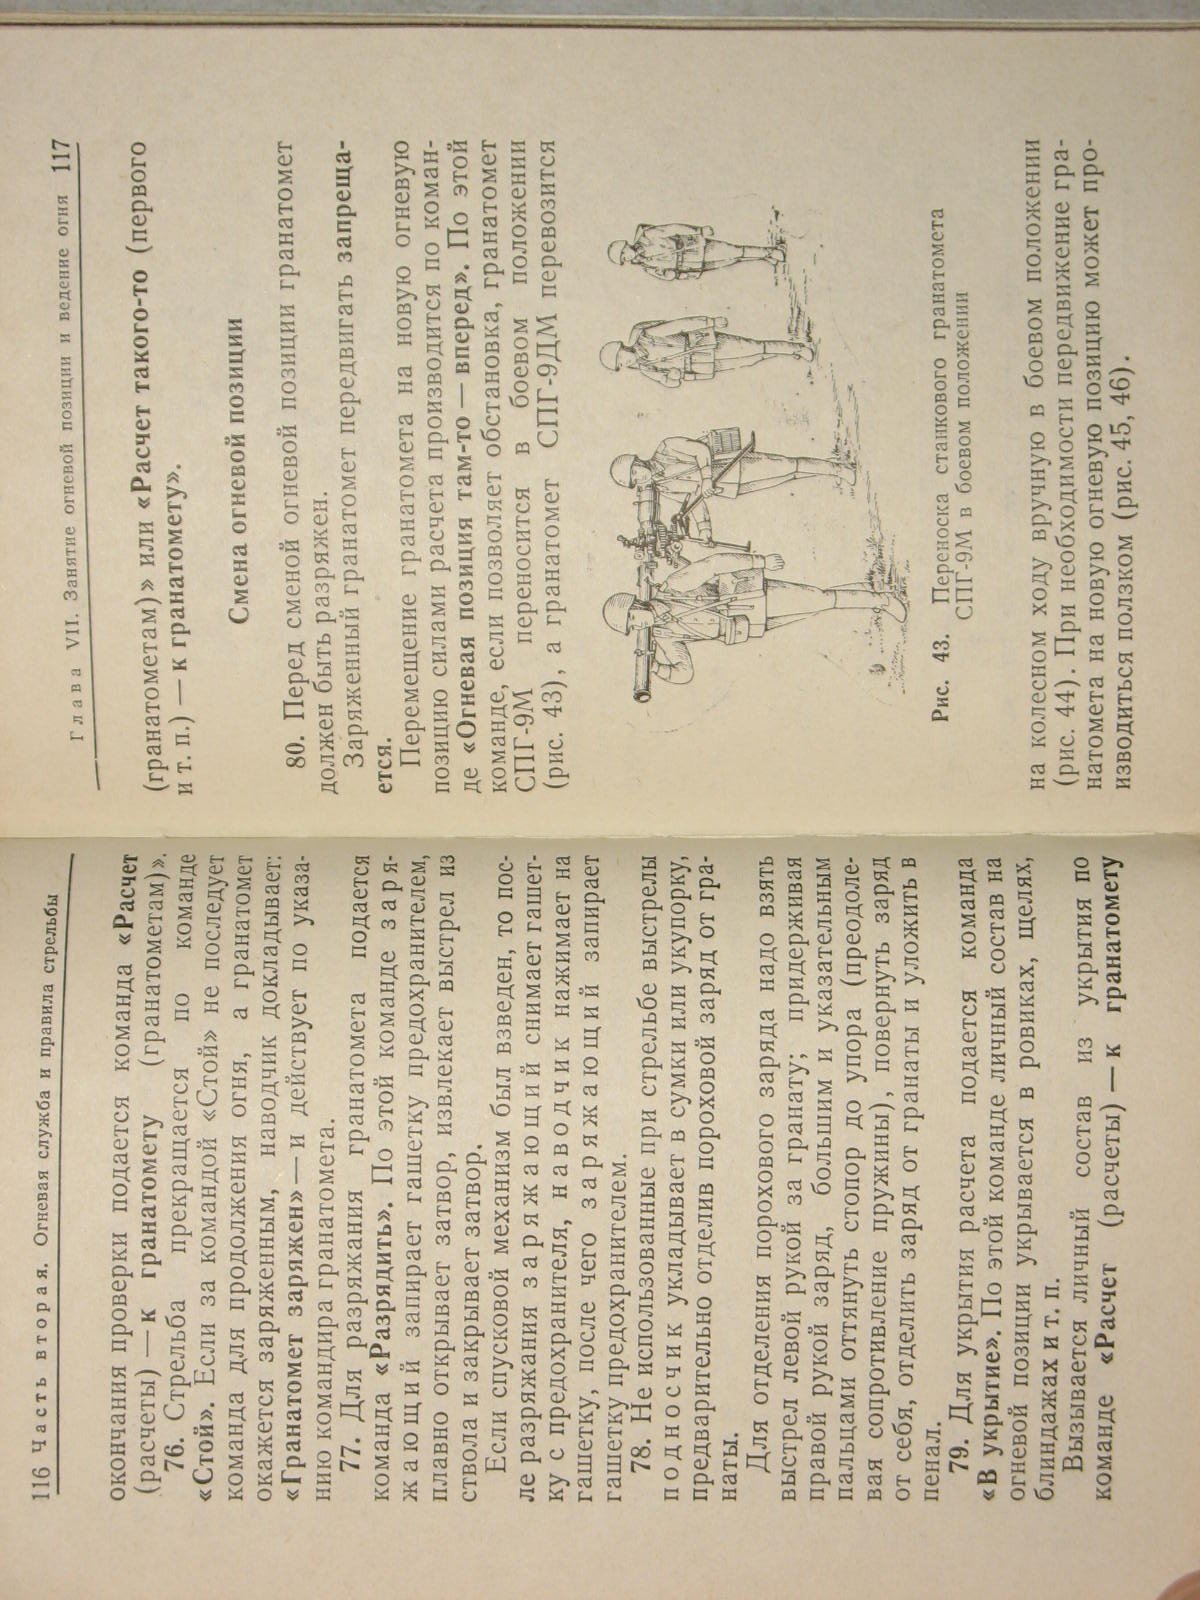 116 Часть вторая. Огневая служба и правила стрельбы
окончания проверки подается команда «Расчет
(расчеты) — к гранатомету (гранатометам)».
76. Стрельба прекращается по команде
«Стой». Если за командой «Стой» не последует
команда для продолжения огня, а гранатомет
окажется заряженным, наводчик докладывает:
«Гранатомет заряжен» — и действует по указа-
нию командира гранатомета.
77. Для разряжания гранатомета подается
команда «Разрядить». По этой команде заря-
жающий запирает гашетку предохранителем,
плавно открывает затвор, извлекает выстрел из
ствола и закрывает затвор.
Если спусковой механизм был взведен, то пос-
ле разряжания заряжающий снимает гашет-
ку с предохранителя, наводчик нажимает на
гашетку, после чего заряжающий запирает
гашетку предохранителем.
78. Не использованные при стрельбе выстрелы
подносчик укладывает в сумки или укупорку,
предварительно отделив пороховой заряд от гра-
наты.
Для отделения порохового заряда надо взять
выстрел левой рукой за гранату; придерживая
правой рукой заряд, большим и указательным
пальцами оттянуть стопор до упора (преодоле-
вая сопротивление пружины), повернуть заряд
от себя, отделить заряд от гранаты и уложить в
пенал.
79. Для укрытия расчета подается команда
«В укрытие». По этой команде личный состав на
огневой позиции укрывается в ровиках, щелях,
блиндажах и т. п.
Вызывается личный состав из укрытия по
команде «Расчет (расчеты) — к гранатомету
Глава VII. Занятие огневой позиции и ведение огня 117
(гранатометам)» или «Расчет такого-то (первого
и т. п.) — к гранатомету».
Смена огневой позиции
80. Перед сменой огневой позиции гранатомет
должен быть разряжен.
Заряженный гранатомет передвигать запреща-
ется.
Перемещение гранатомета на новую огневую
позицию силами расчета производится по коман-
де «Огневая позиция там-то — вперед». По этой
команде, если позволяет обстановка, гранатомет
СПГ-9М переносится в боевом положении
(рис. 43), а гранатомет СПГ-9ДМ перевозится
Рис. 43. Переноска станкового гранатомета
СПГ-9М в боевом положении
на колесном ходу вручную в боевом положении
(рис. 44). При необходимости передвижение гра-
натомета на новую огневую позицию может про-
изводиться ползком (рис. 45, 46).